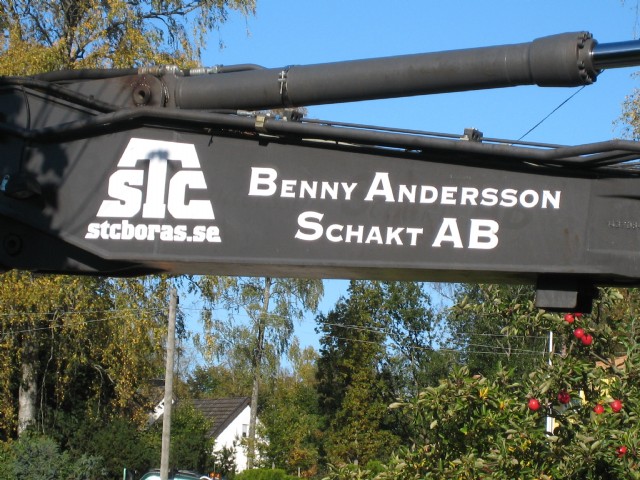 STC
stcboras.se
BENNY ANDERSSON
SCHAKT AB